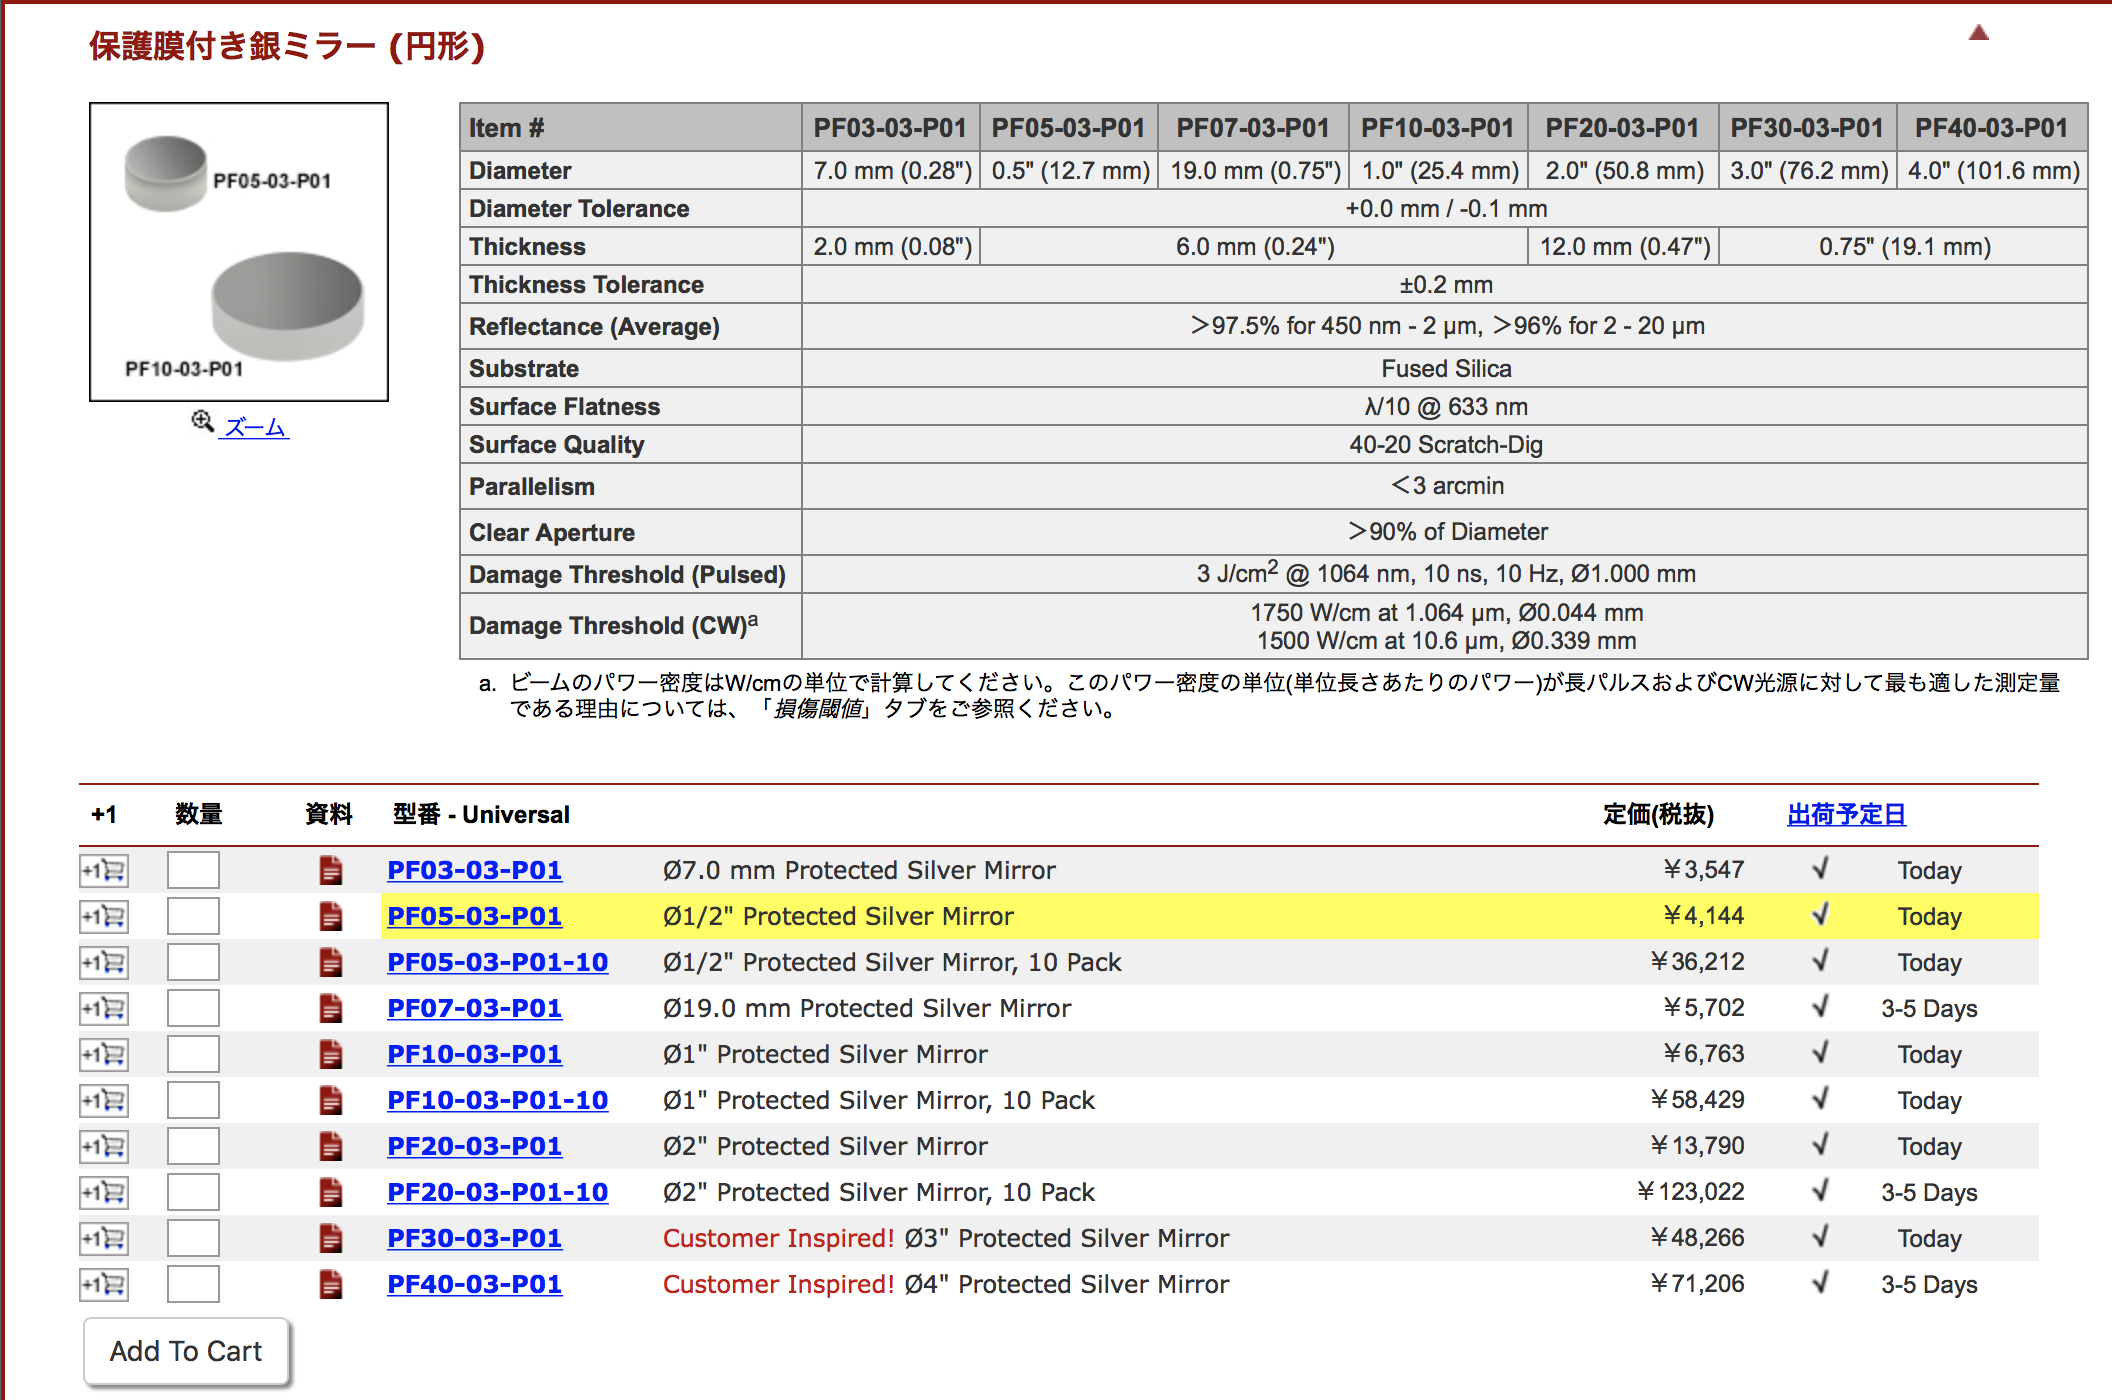 保護膜付き銀ミラー (円形)
PF05-03-P01
PF10-03-P01
ズーム
Item # PF03-03-P01 PF05-03-P01 PF07-03-P01 PF10-03-P01 PF20-03-P01 PF30-03-P01 PF40-03-P01
Diameter 7.0 mm (0.28") 0.5" (12.7 mm) 19.0 mm (0.75") 1.0" (25.4 mm) 2.0" (50.8 mm) 3.0" (76.2 mm) 4.0" (101.6 mm)
Diameter Tolerance +0.0 mm / -0.1 mm
Thickness 2.0 mm (0.08") 6.0 mm (0.24") 12.0 mm (0.47") 0.75" (19.1 mm)
Thickness Tolerance ±0.2 mm
Reflectance (Average) ＞97.5% for 450 nm - 2 µm, ＞96% for 2 - 20 µm
Substrate Fused Silica
Surface Flatness λ/10 @ 633 nm
Surface Quality 40-20 Scratch-Dig
Parallelism ＜3 arcmin
Clear Aperture ＞90% of Diameter
Damage Threshold (Pulsed) 3 J/cm² @ 1064 nm, 10 ns, 10 Hz, Ø1.000 mm
Damage Threshold (CW)ᵃ 1750 W/cm at 1.064 µm, Ø0.044 mm
1500 W/cm at 10.6 µm, Ø0.339 mm
a. ビームのパワー密度はW/cmの単位で計算してください。このパワー密度の単位(単位長さあたりのパワー)が長パルスおよびCW光源に対して最も適した測定量
である理由については、「損傷閾値」タブをご参照ください。
+1 数量 資料 型番 - Universal 定価(税抜) 出荷予定日
+1 PF03-03-P01 Ø7.0 mm Protected Silver Mirror ￥3,547 √ Today
+1 PF05-03-P01 Ø1/2" Protected Silver Mirror ￥4,144 √ Today
+1 PF05-03-P01-10 Ø1/2" Protected Silver Mirror, 10 Pack ￥36,212 √ Today
+1 PF07-03-P01 Ø19.0 mm Protected Silver Mirror ￥5,702 √ 3-5 Days
+1 PF10-03-P01 Ø1" Protected Silver Mirror ￥6,763 √ Today
+1 PF10-03-P01-10 Ø1" Protected Silver Mirror, 10 Pack ￥58,429 √ Today
+1 PF20-03-P01 Ø2" Protected Silver Mirror ￥13,790 √ Today
+1 PF20-03-P01-10 Ø2" Protected Silver Mirror, 10 Pack ￥123,022 √ 3-5 Days
+1 PF30-03-P01 Customer Inspired! Ø3" Protected Silver Mirror ￥48,266 √ Today
+1 PF40-03-P01 Customer Inspired! Ø4" Protected Silver Mirror ￥71,206 √ 3-5 Days
Add To Cart